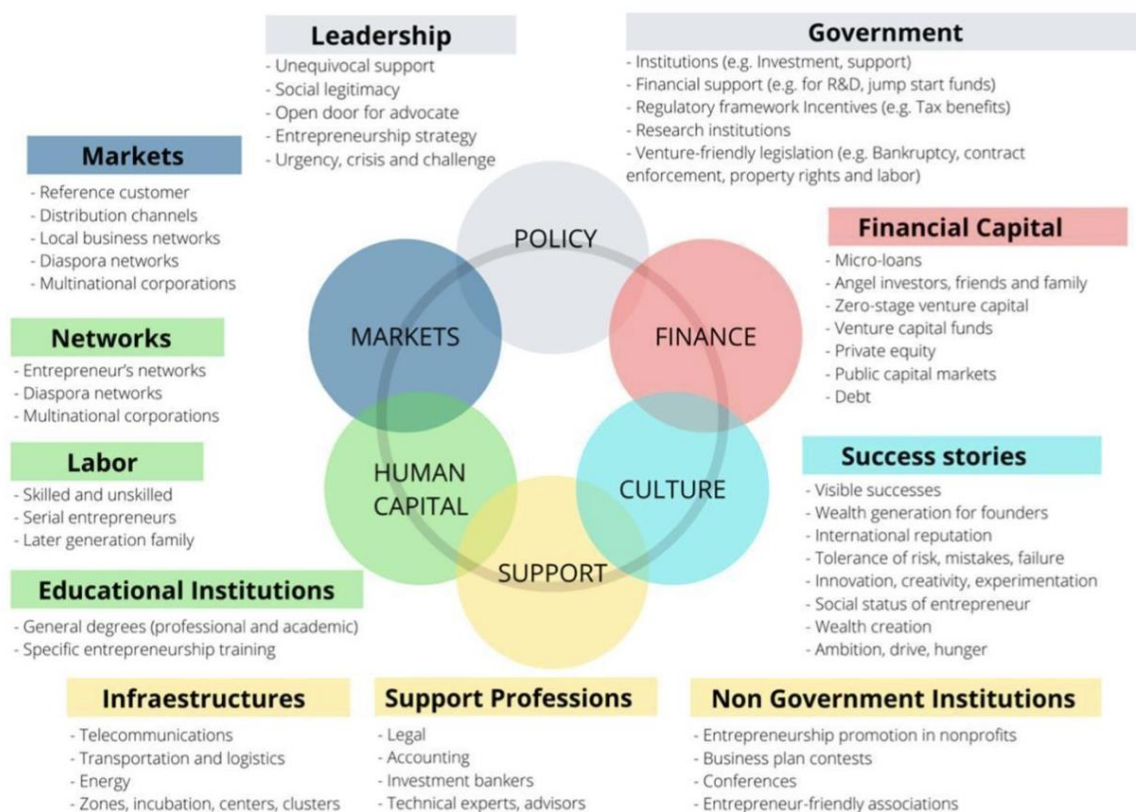 Leadership
- Unequivocal support
- Social legitimacy
- Open door for advocate
- Entrepreneurship strategy
- Urgency, crisis and challenge
Government
- Institutions (e.g. Investment, support)
- Financial support (e.g. for R&D, jump start funds)
- Regulatory framework Incentives (e.g. Tax benefits)
- Research institutions
- Venture-friendly legislation (e.g. Bankruptcy, contract
enforcement, property rights and labor)
Markets
- Reference customer
- Distribution channels
- Local business networks
- Diaspora networks
- Multinational corporations
POLICY
MARKETS
FINANCE
HUMAN
CAPITAL
CULTURE
SUPPORT
Financial Capital
- Micro-loans
- Angel investors, friends and family
- Zero-stage venture capital
- Venture capital funds
- Private equity
- Public capital markets
- Debt
Networks
- Entrepreneur's networks
- Diaspora networks
- Multinational corporations
Labor
- Skilled and unskilled
- Serial entrepreneurs
- Later generation family
Success stories
- Visible successes
- Wealth generation for founders
- International reputation
- Tolerance of risk, mistakes, failure
- Innovation, creativity, experimentation
- Social status of entrepreneur
- Wealth creation
- Ambition, drive, hunger
Educational Institutions
- General degrees (professional and academic)
- Specific entrepreneurship training
Infraestructures
- Telecommunications
- Transportation and logistics
- Energy
- Zones, incubation, centers, clusters
Support Professions
- Legal
- Accounting
- Investment bankers
- Technical experts, advisors
Non Government Institutions
- Entrepreneurship promotion in nonprofits
- Business plan contests
- Conferences
- Entrepreneur-friendly associations